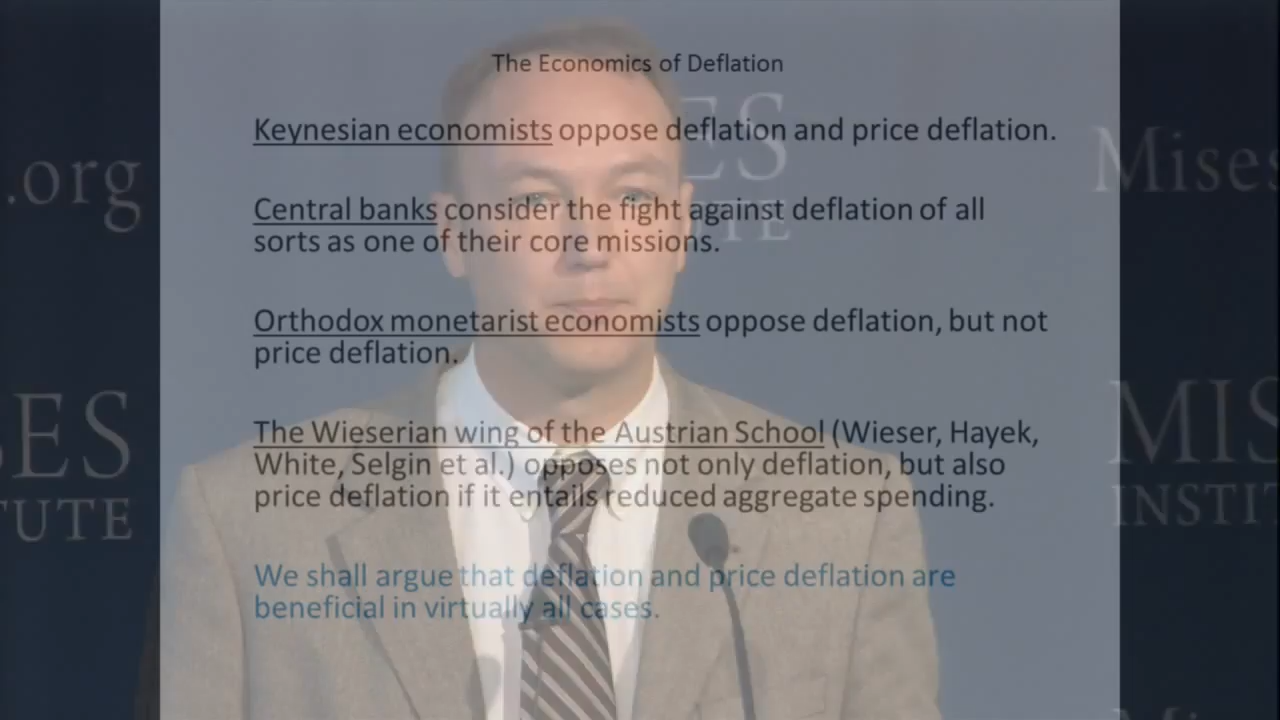 The Economics of Deflation
Keynesian economists oppose deflation and price deflation.
Central banks consider the fight against deflation of all
sorts as one of their core missions.
Orthodox monetarist economists oppose deflation, but not
price deflation.
The Wieserian wing of the Austrian School (Wieser, Hayek,
White, Selgin et al.) opposes not only deflation, but also
price deflation if it entails reduced aggregate spending.
We shall argue that deflation and price deflation are
beneficial in virtually all cases.
.org
ES
TE
Mises
ES
TUTE
MIS
INSTIT